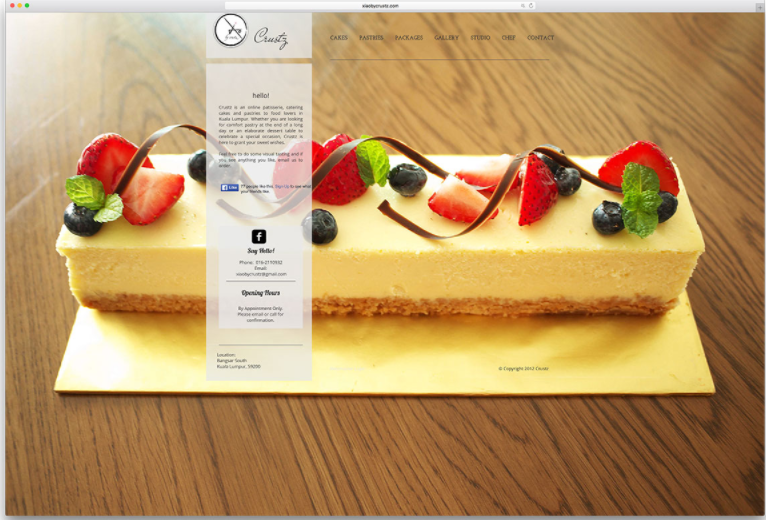 xiaobycrustz.com
Crustz
CAKES PASTRIES PACKAGES GALLERY STUDIO CHEF CONTACT
hello!
Crustz is an online patisserie, catering
cakes and pastries to food lovers in
Kuala Lumpur. Whether you are looking
for comfort pastry at the end of a long
day or an elaborate dessert table to
celebrate a special occasion, Crustz is
here to grant your sweet wishes.
Feel free to do some visual tasting and if
you see anything you like, email us to
order.
Like 77 people like this. Sign Up to see what
your friends like.
Say Hello!
Phone:
Email:
xiaobycrustz@gmail.com
Opening Hours
By Appointment Only.
Please email or call for
confirmation.
Location:
Bangsar South
Kuala Lumpur, 59200
© Copyright 2012 Crustz